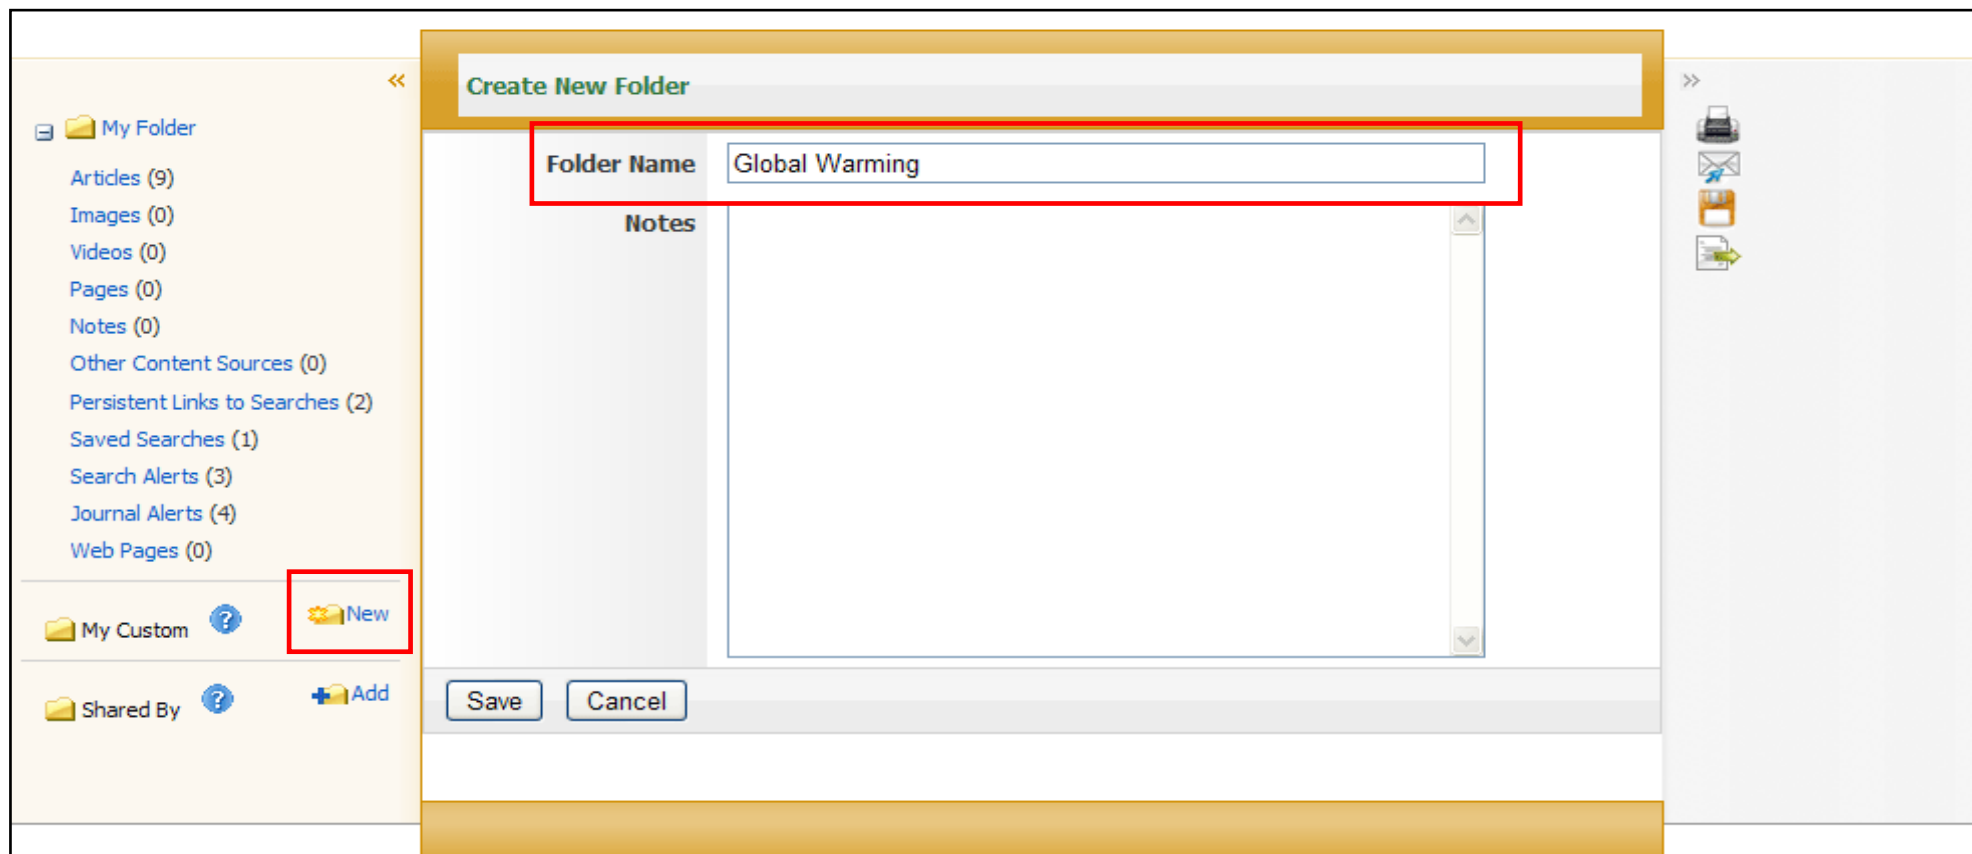 «
My Folder
Articles (9)
Images (0)
Videos (0)
Pages (0)
Notes (0)
Other Content Sources (0)
Persistent Links to Searches (2)
Saved Searches (1)
Search Alerts (3)
Journal Alerts (4)
Web Pages (0)
My Custom ? New
Shared By ? Add
Create New Folder
Folder Name Global Warming
Notes
Save Cancel
»